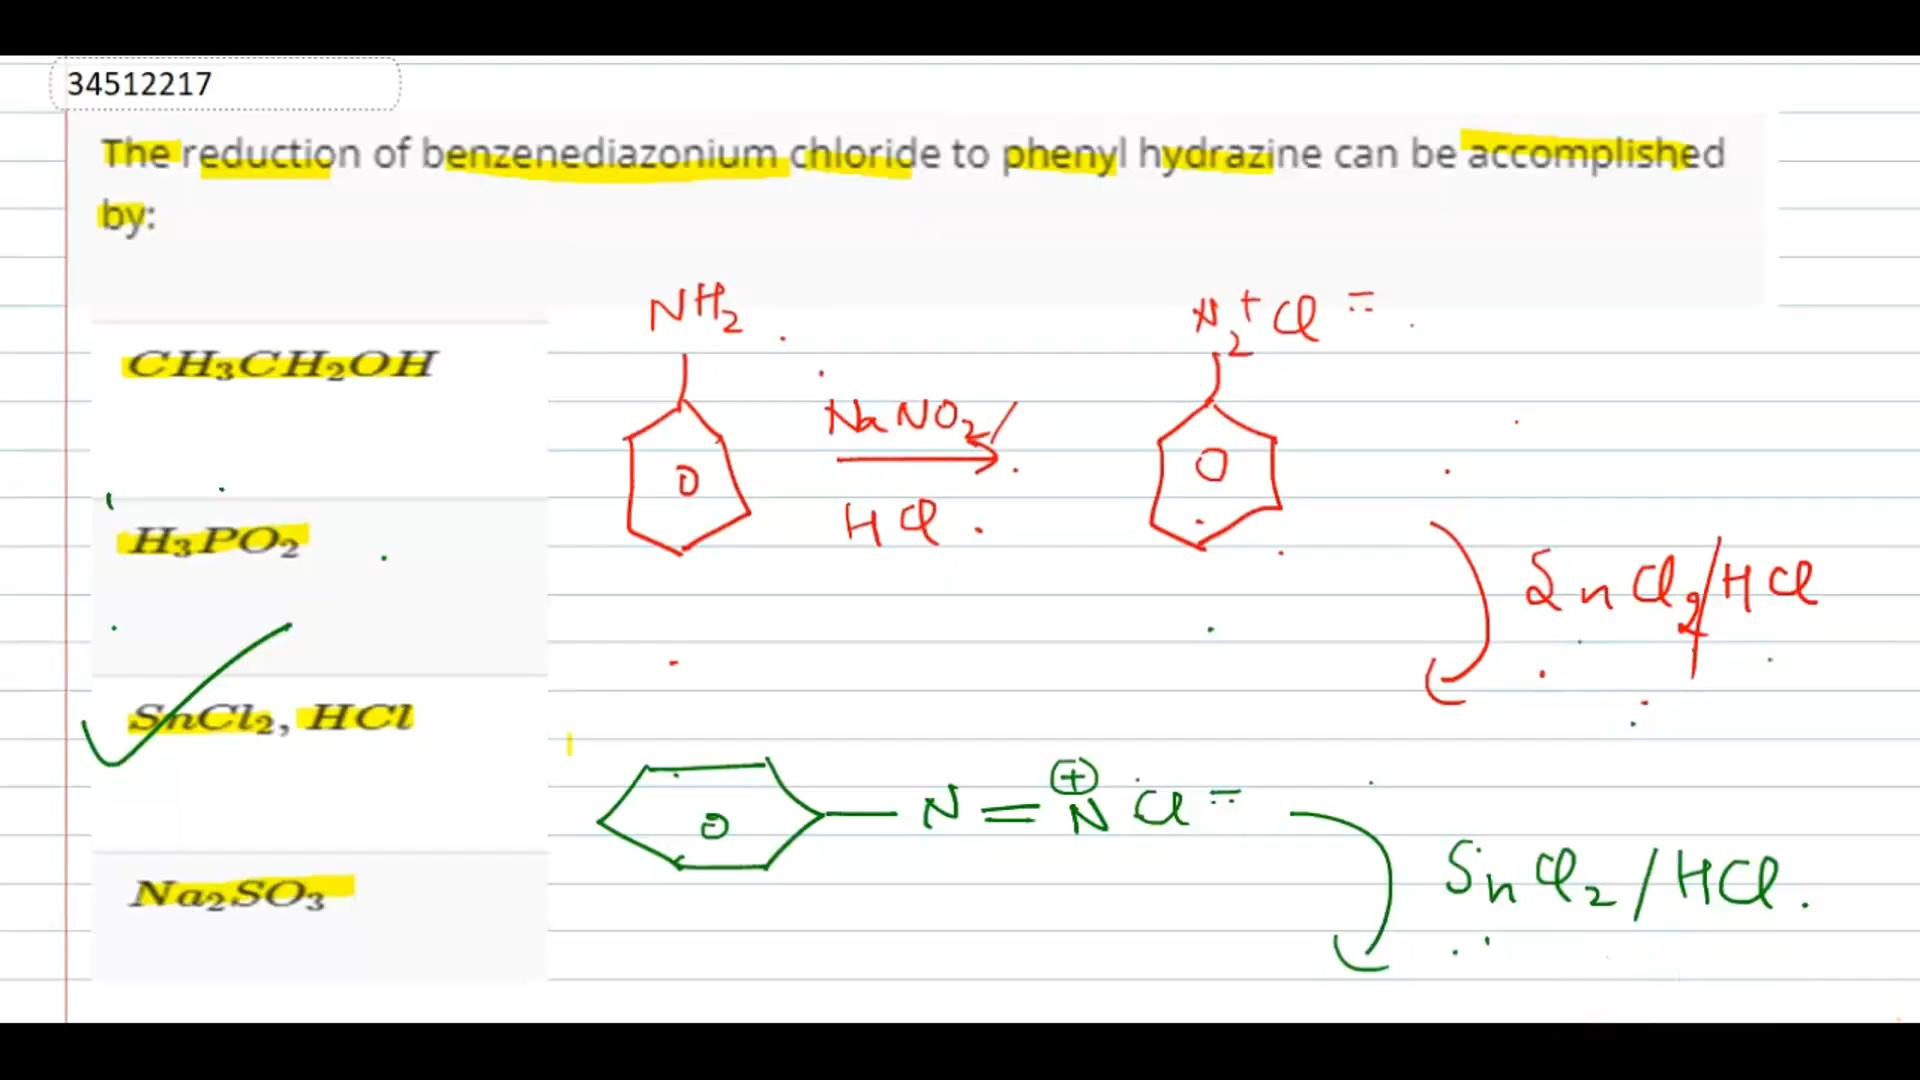 34512217
The reduction of benzenediazonium chloride to phenyl hydrazine can be accomplished
by:
CH₃CH₂OH
H₃PO₂
SnCl₂, HCl
Na₂SO₃
NH₂
NaNO₂
HCl
N₂⁺Cl⁻
SnCl₂/HCl
N=N⊕ Cl⁻
SnCl₂/HCl.